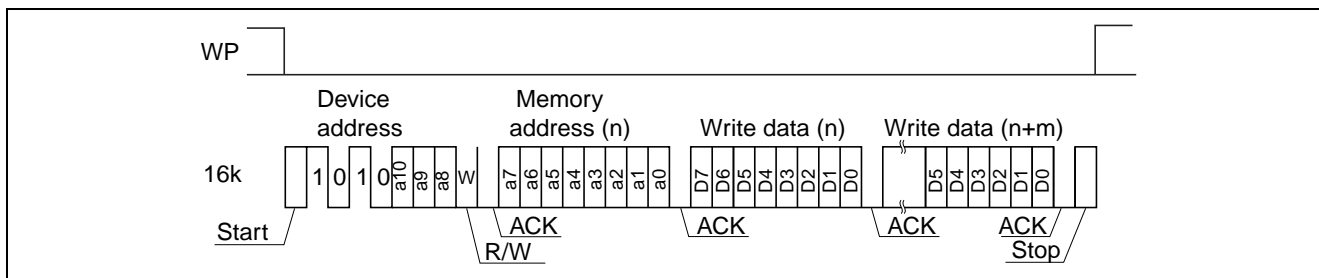 WP
Device address
Memory address (n)
Write data (n)
Write data (n+m)
16k
1 0 1 0 a10 a9 a8 W
a7 a6 a5 a4 a3 a2 a1 a0
D7 D6 D5 D4 D3 D2 D1 D0
D5 D4 D3 D2 D1 D0
Start
R/W
ACK
ACK
ACK
ACK
Stop